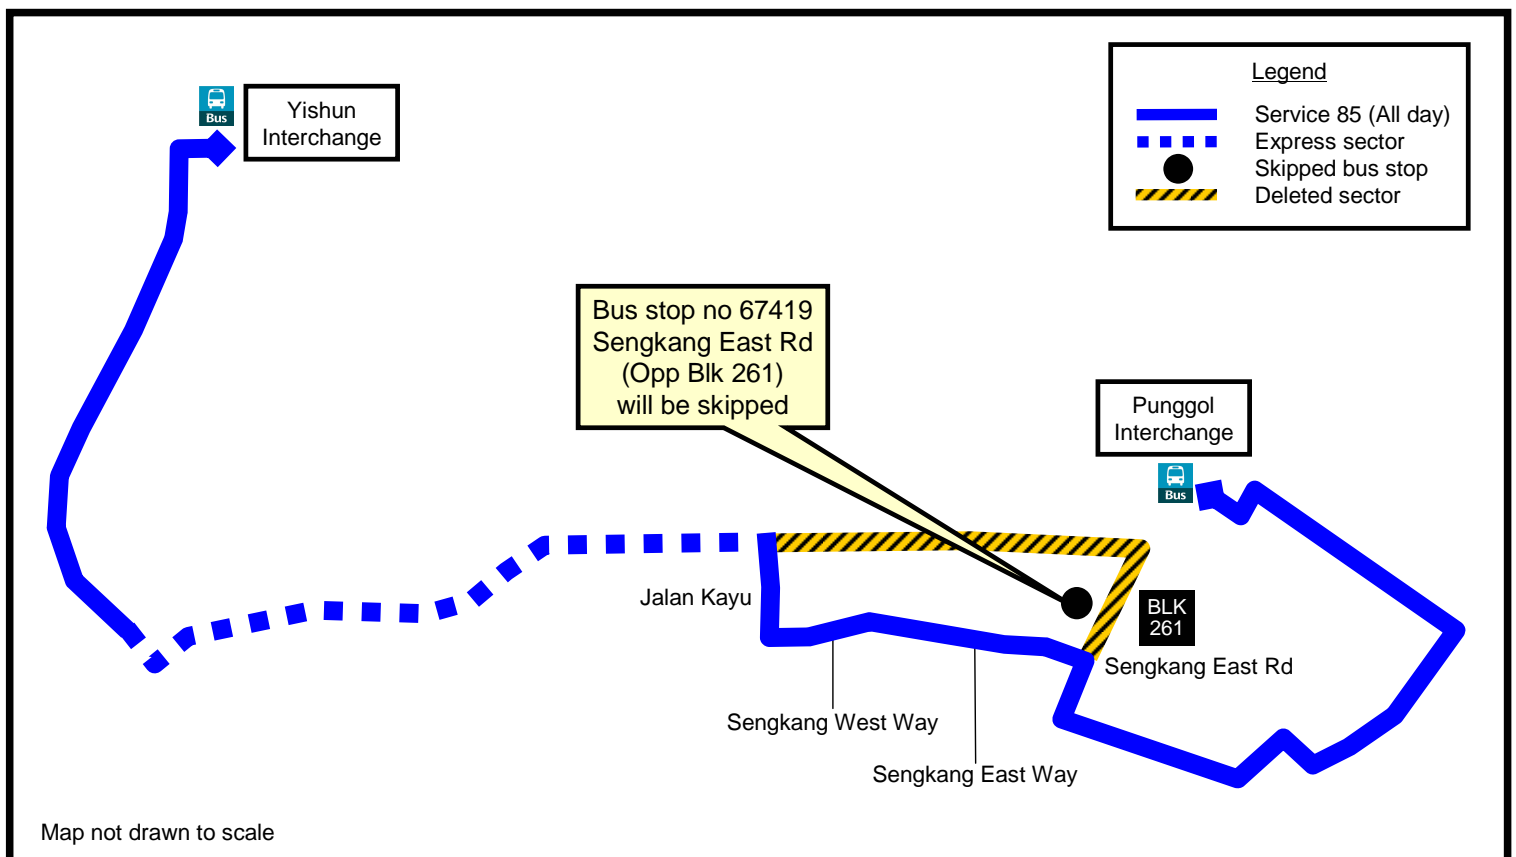 Legend
Service 85 (All day)
Express sector
Skipped bus stop
Deleted sector
Bus
Yishun
Interchange
Bus stop no 67419
Sengkang East Rd
(Opp Blk 261)
will be skipped
Punggol
Interchange
Bus
Jalan Kayu
BLK
261
Sengkang East Rd
Sengkang West Way
Sengkang East Way
Map not drawn to scale